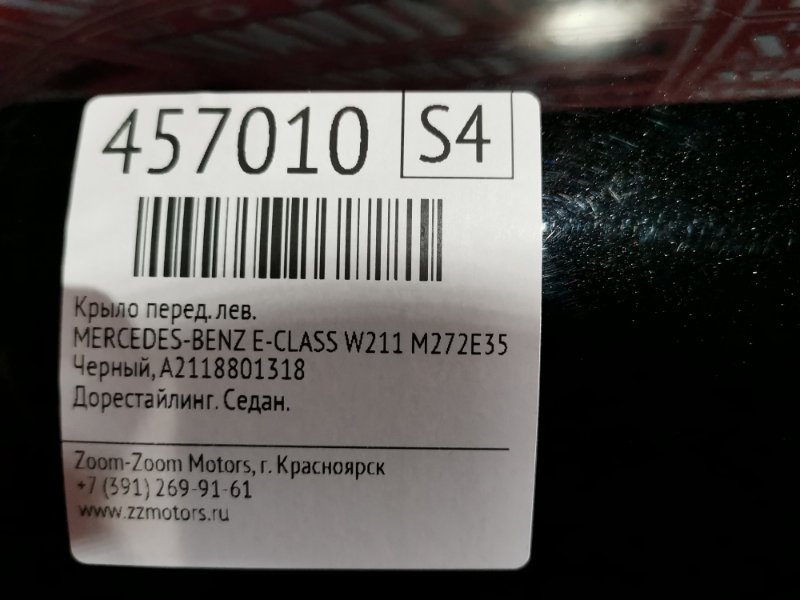 457010 S4
Крыло перед. лев.
MERCEDES-BENZ E-CLASS W211 M272E35
Черный, A2118801318
Дорестайлинг. Седан.
Zoom-Zoom Motors, г. Красноярск
+7 (391) 269-91-61
www.zzmotors.ru